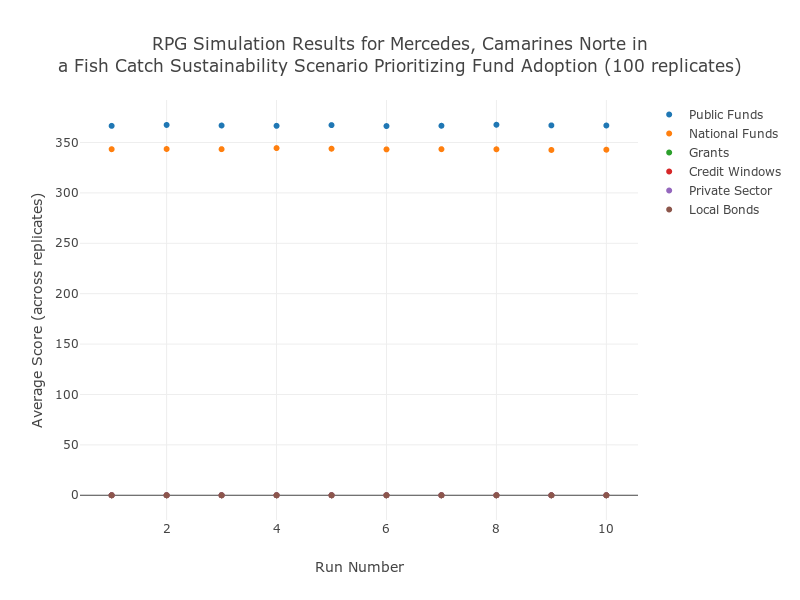 RPG Simulation Results for Mercedes, Camarines Norte in
a Fish Catch Sustainability Scenario Prioritizing Fund Adoption (100 replicates)
Public Funds
National Funds
Grants
Credit Windows
Private Sector
Local Bonds
Average Score (across replicates)
350
300
250
200
150
100
50
0
2
4
6
8
10
Run Number